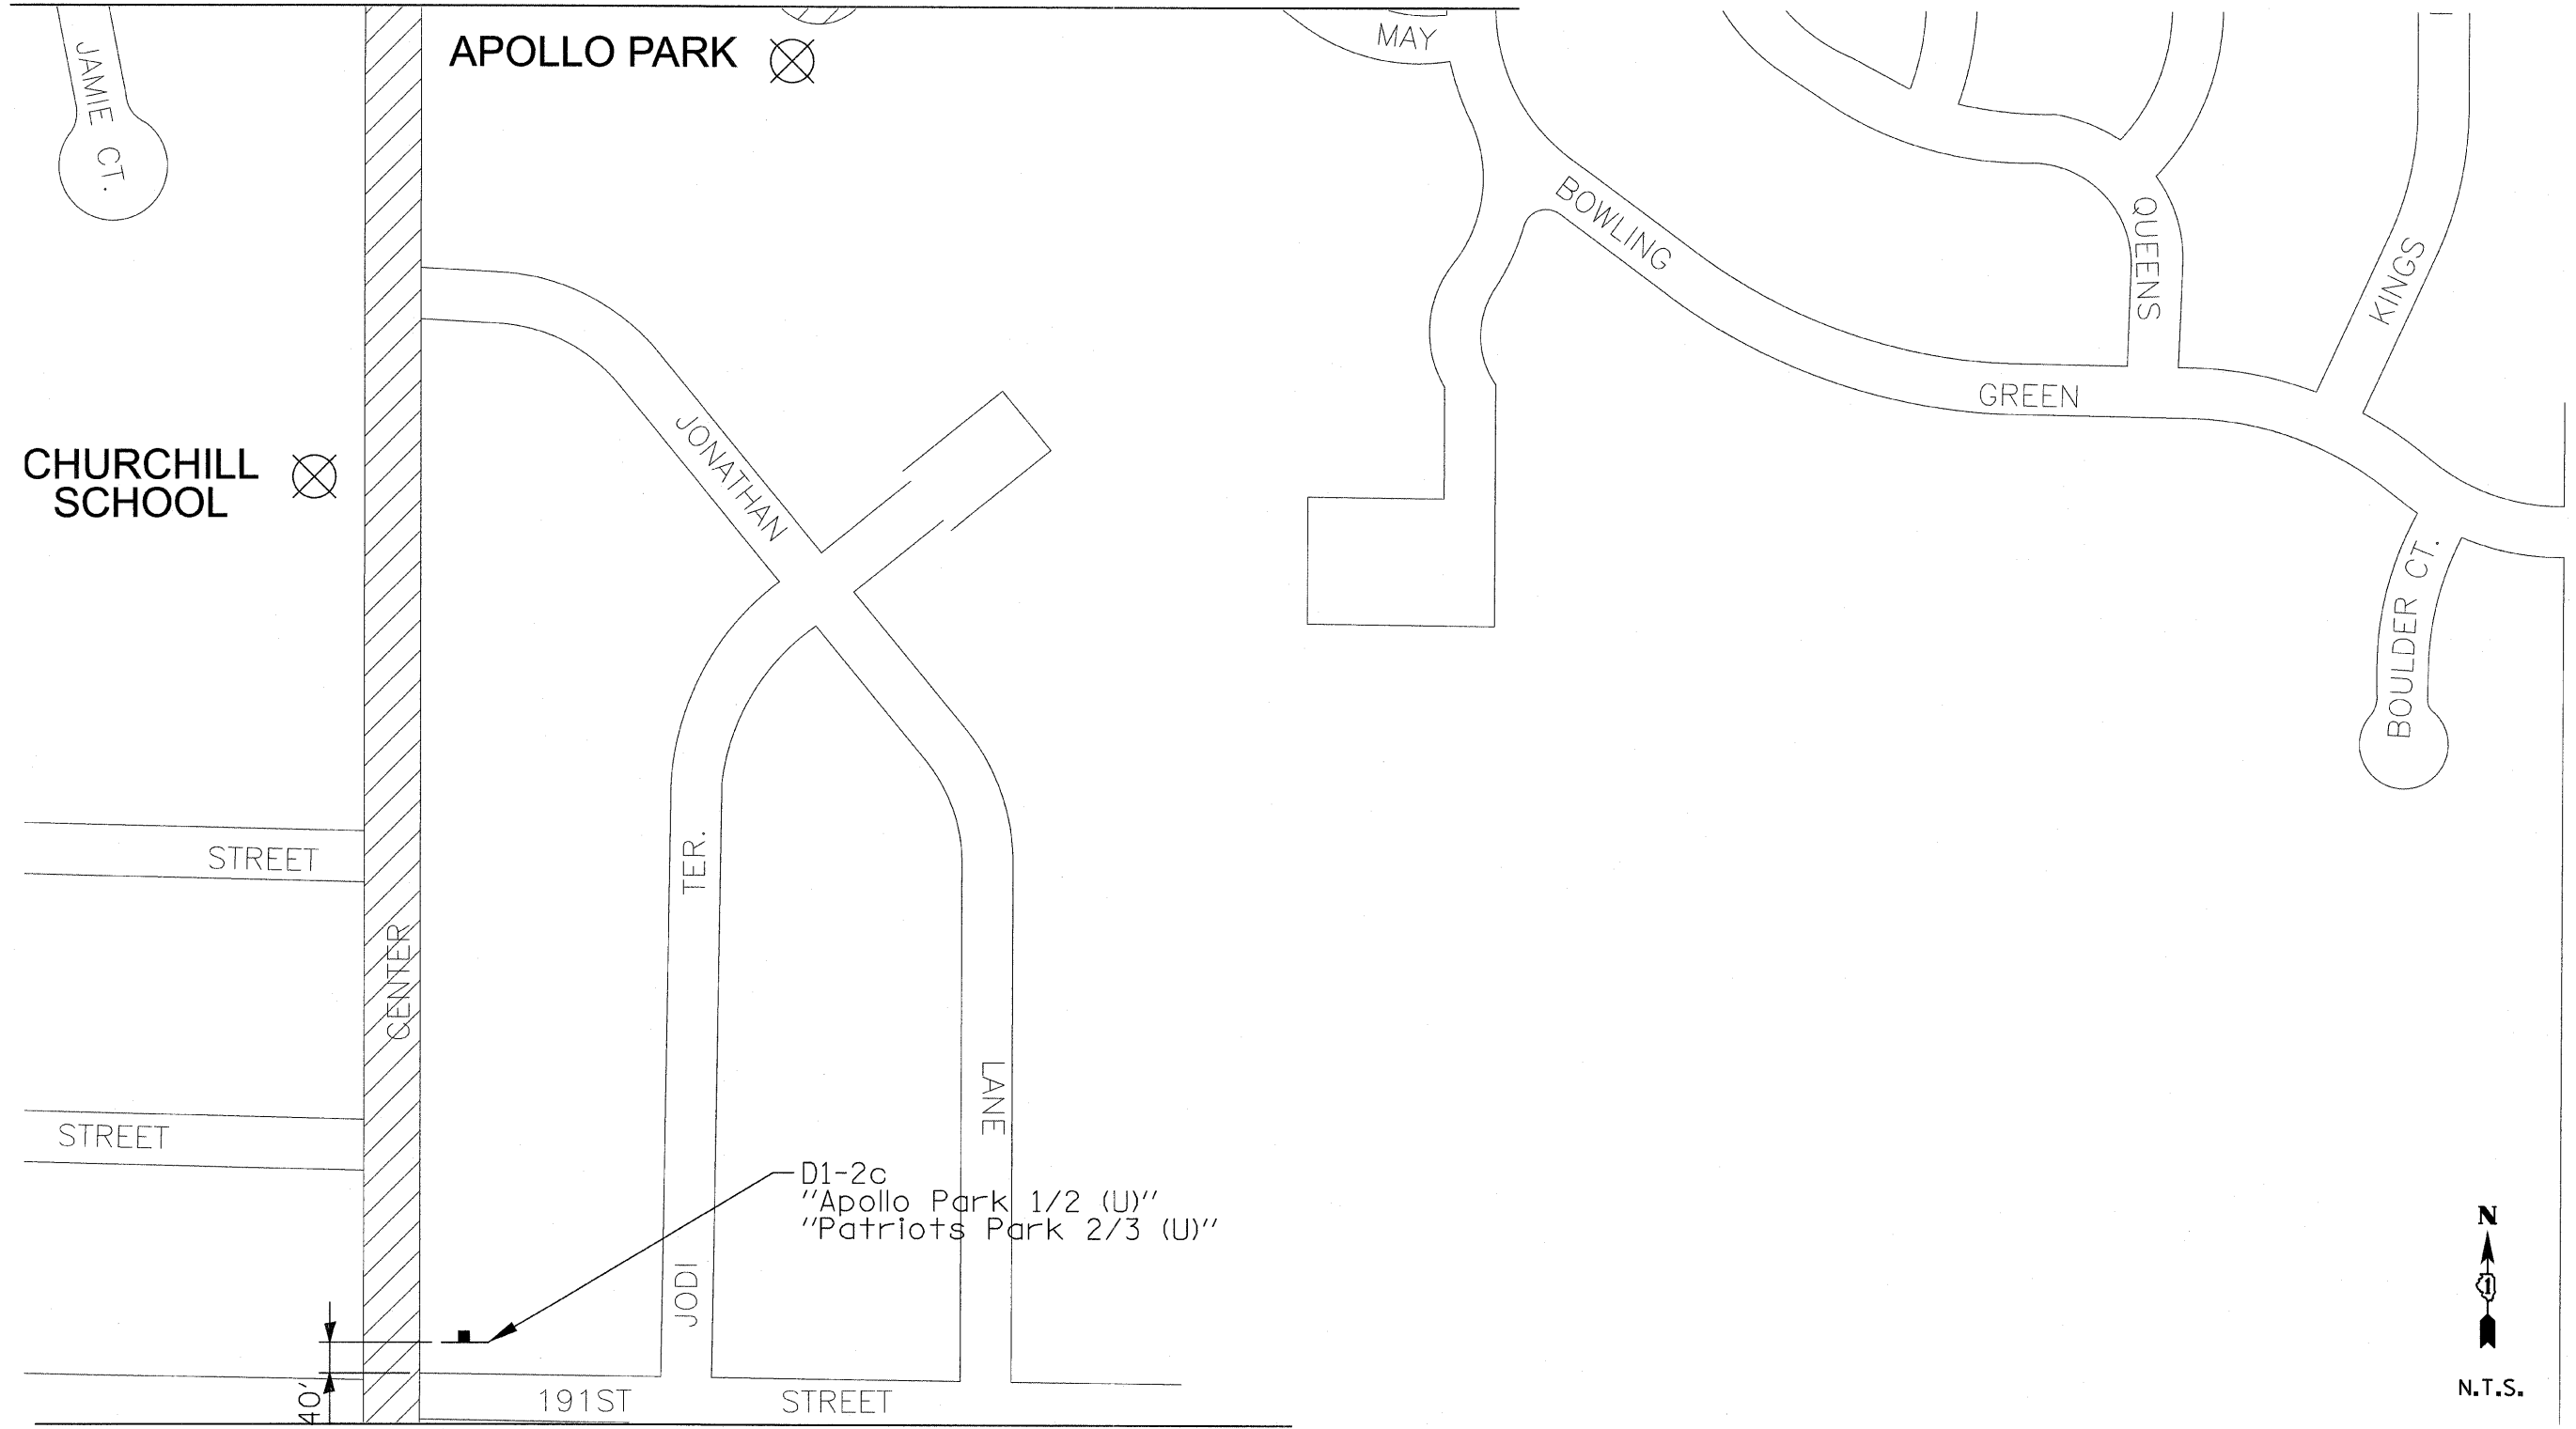 JAMIE CT.
APOLLO PARK
MAY
BOWLING
GREEN
QUEENS
KINGS
BOULDER CT.
CHURCHILL
SCHOOL
JONATHAN
LANE
STREET
TER.
JODI
CENTER
STREET
D1-2c
"Apollo Park 1/2 (U)"
"Patriots Park 2/3 (U)"
40'
191ST STREET
N
1
N.T.S.